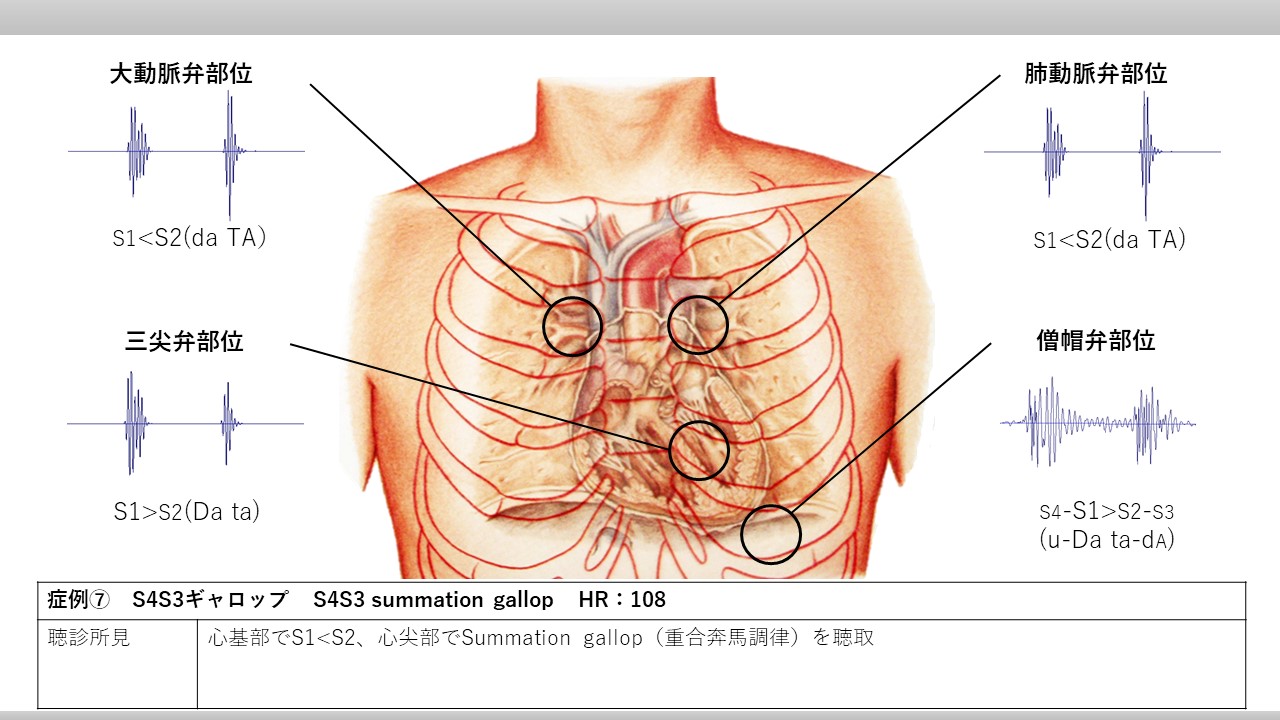 大動脈弁部位
S1<S2(da TA)
肺動脈弁部位
S1<S2(da TA)
三尖弁部位
S1>S2(Da ta)
僧帽弁部位
S4-S1>S2-S3
(u-Da ta-dA)
症例⑦ S4S3ギャロップ S4S3 summation gallop HR：108
聴診所見
心基部でS1<S2、心尖部でSummation gallop（重合奔馬調律）を聴取